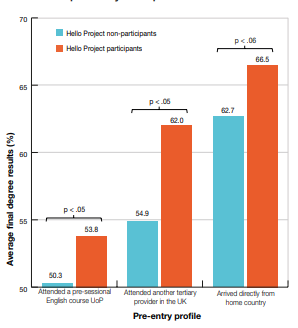 70
Hello Project non-participants
Hello Project participants
p < .06
66.5
65
p < .05
62.7
62.0
60
Average final degree results (%)
p < .05
55
54.9
53.8
50.3
50
Attended a pre-sessional
English course UoP
Attended another tertiary
provider in the UK
Arrived directly from
home country
Pre-entry profile